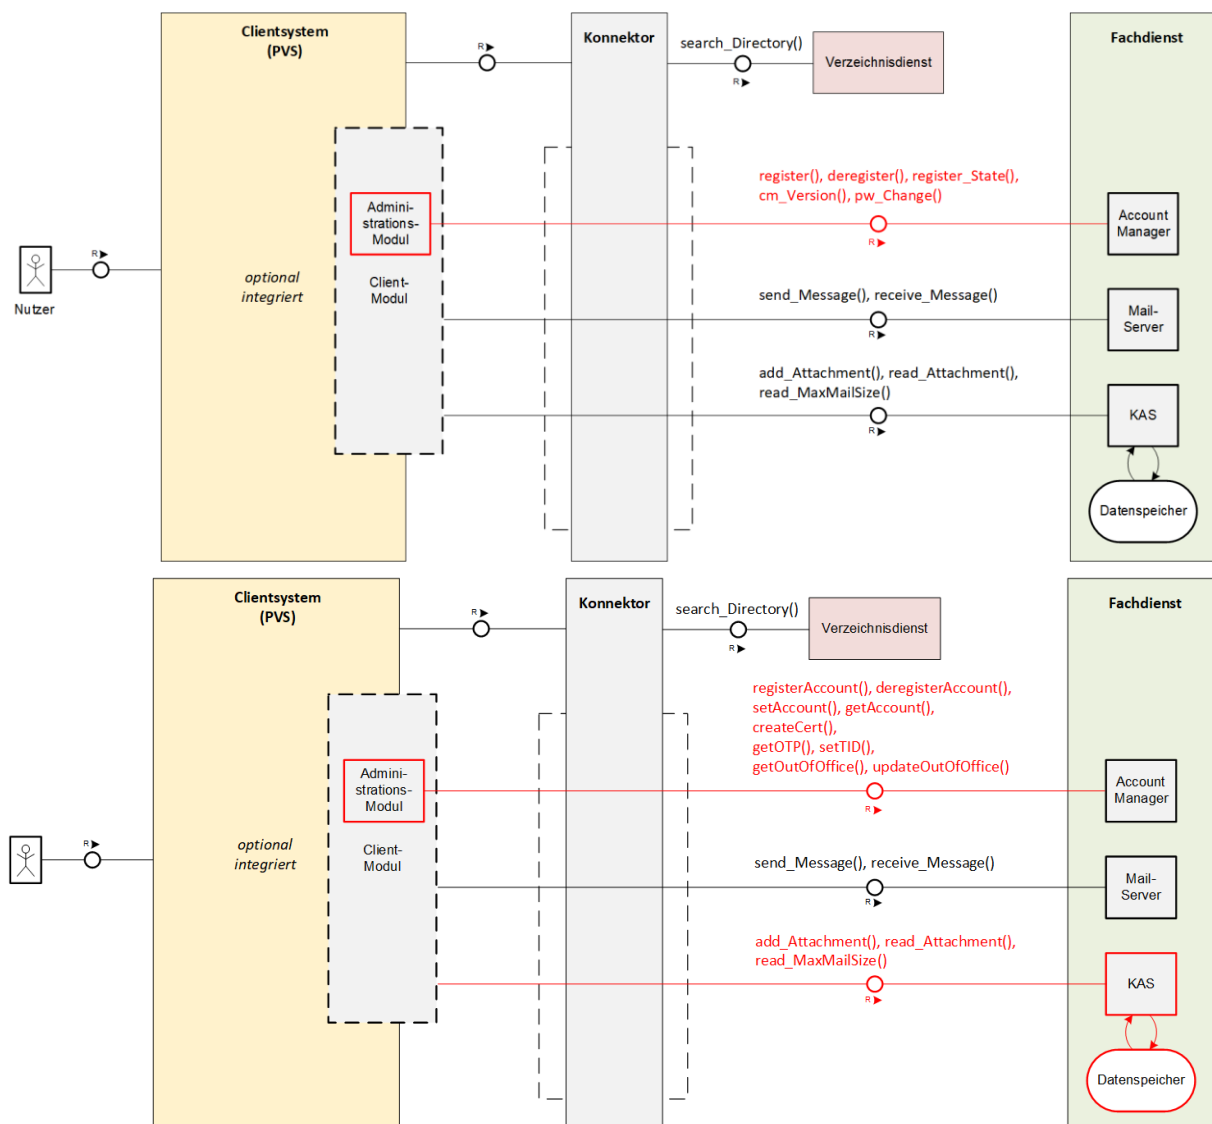 Clientsystem
(PVS)
Konnektor
Fachdienst
R
search_Directory()
R
Verzeichnisdienst
register(), deregister(), register_State(),
cm_Version(), pw_Change()
R
Admini-
strations-
Modul
Account
Manager
R
Nutzer
optional
integriert
Client-
Modul
send_Message(), receive_Message()
R
Mail-
Server
add_Attachment(), read_Attachment(),
read_MaxMailSize()
R
KAS
Datenspeicher
Clientsystem
(PVS)
Konnektor
Fachdienst
R
search_Directory()
R
Verzeichnisdienst
registerAccount(), deregisterAccount(),
setAccount(), getAccount(),
createCert(),
getOTP(), setTID(),
getOutOfOffice(), updateOutOfOffice()
R
Admini-
strations-
Modul
Account
Manager
R
optional
integriert
Client-
Modul
send_Message(), receive_Message()
R
Mail-
Server
add_Attachment(), read_Attachment(),
read_MaxMailSize()
R
KAS
Datenspeicher